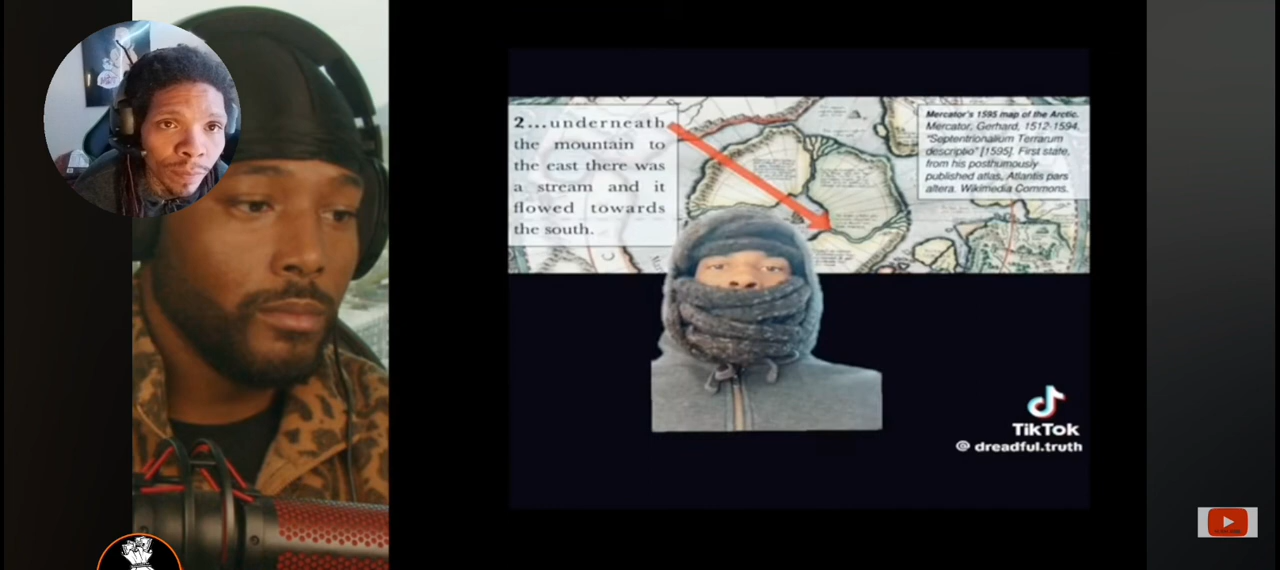 2...underneath
the mountain to
the east there was
a stream and it
flowed towards
the south.
Mercator's 1595 map of the Arctic.
Mercator, Gerhard, 1512-1594,
"Septentrionalium Terrarum
descriptio" [1595]. First state,
from his posthumously
published atlas, Atlantis pars
altera. Wikimedia Commons.
TikTok
@ dreadful.truth